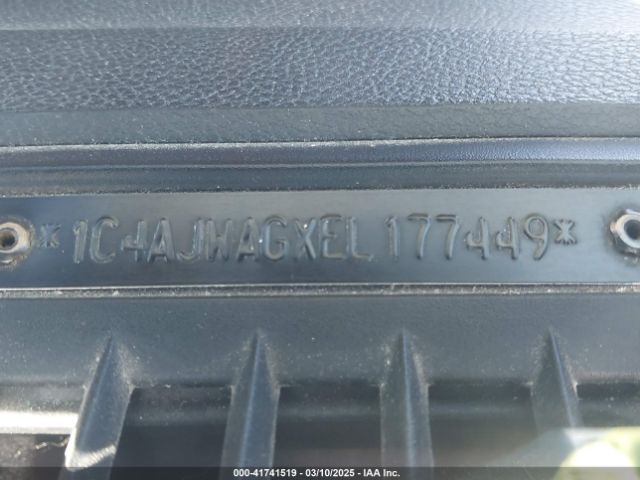 *1C4AJWAGXEL177449*
000-41741519 :: 03/10/2025 :: IAA Inc.